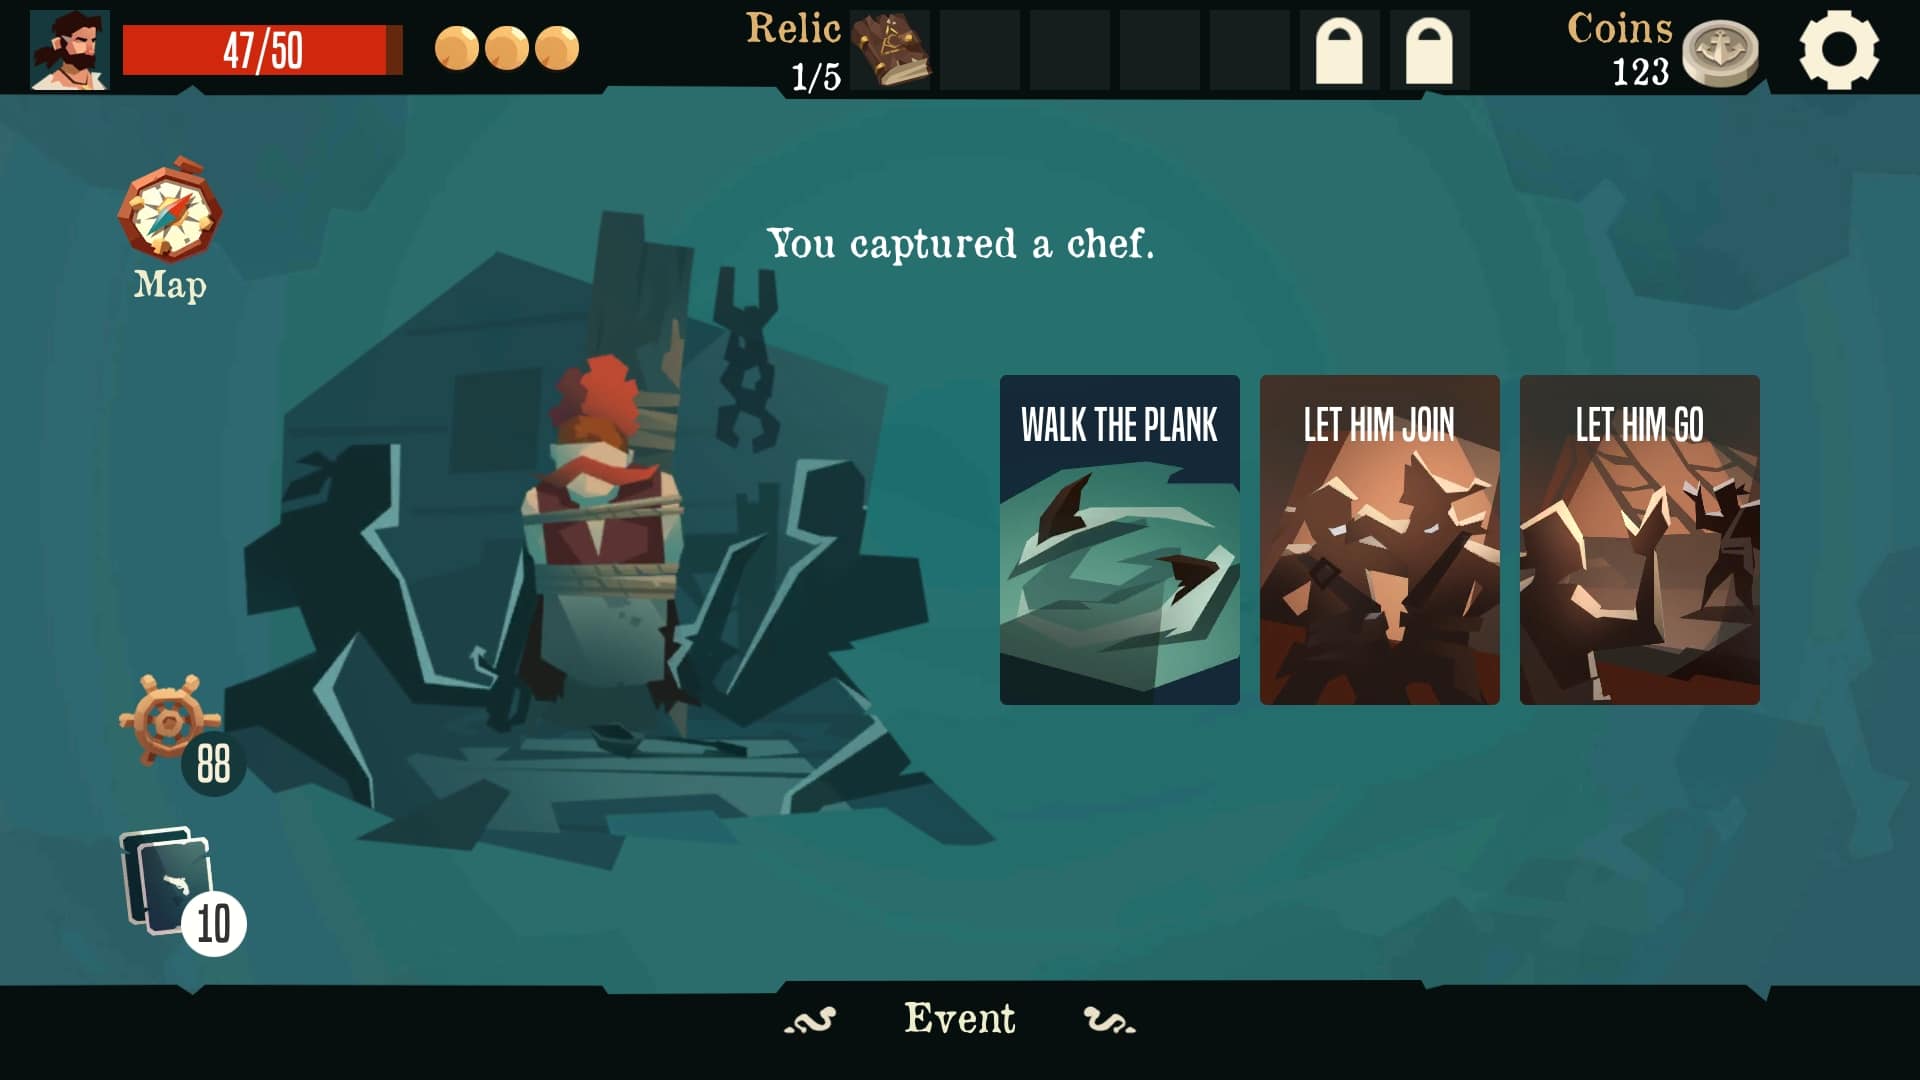 47/50
Relic
1/5
Coins
123
Map
You captured a chef.
WALK THE PLANK
LET HIM JOIN
LET HIM GO
88
10
Event